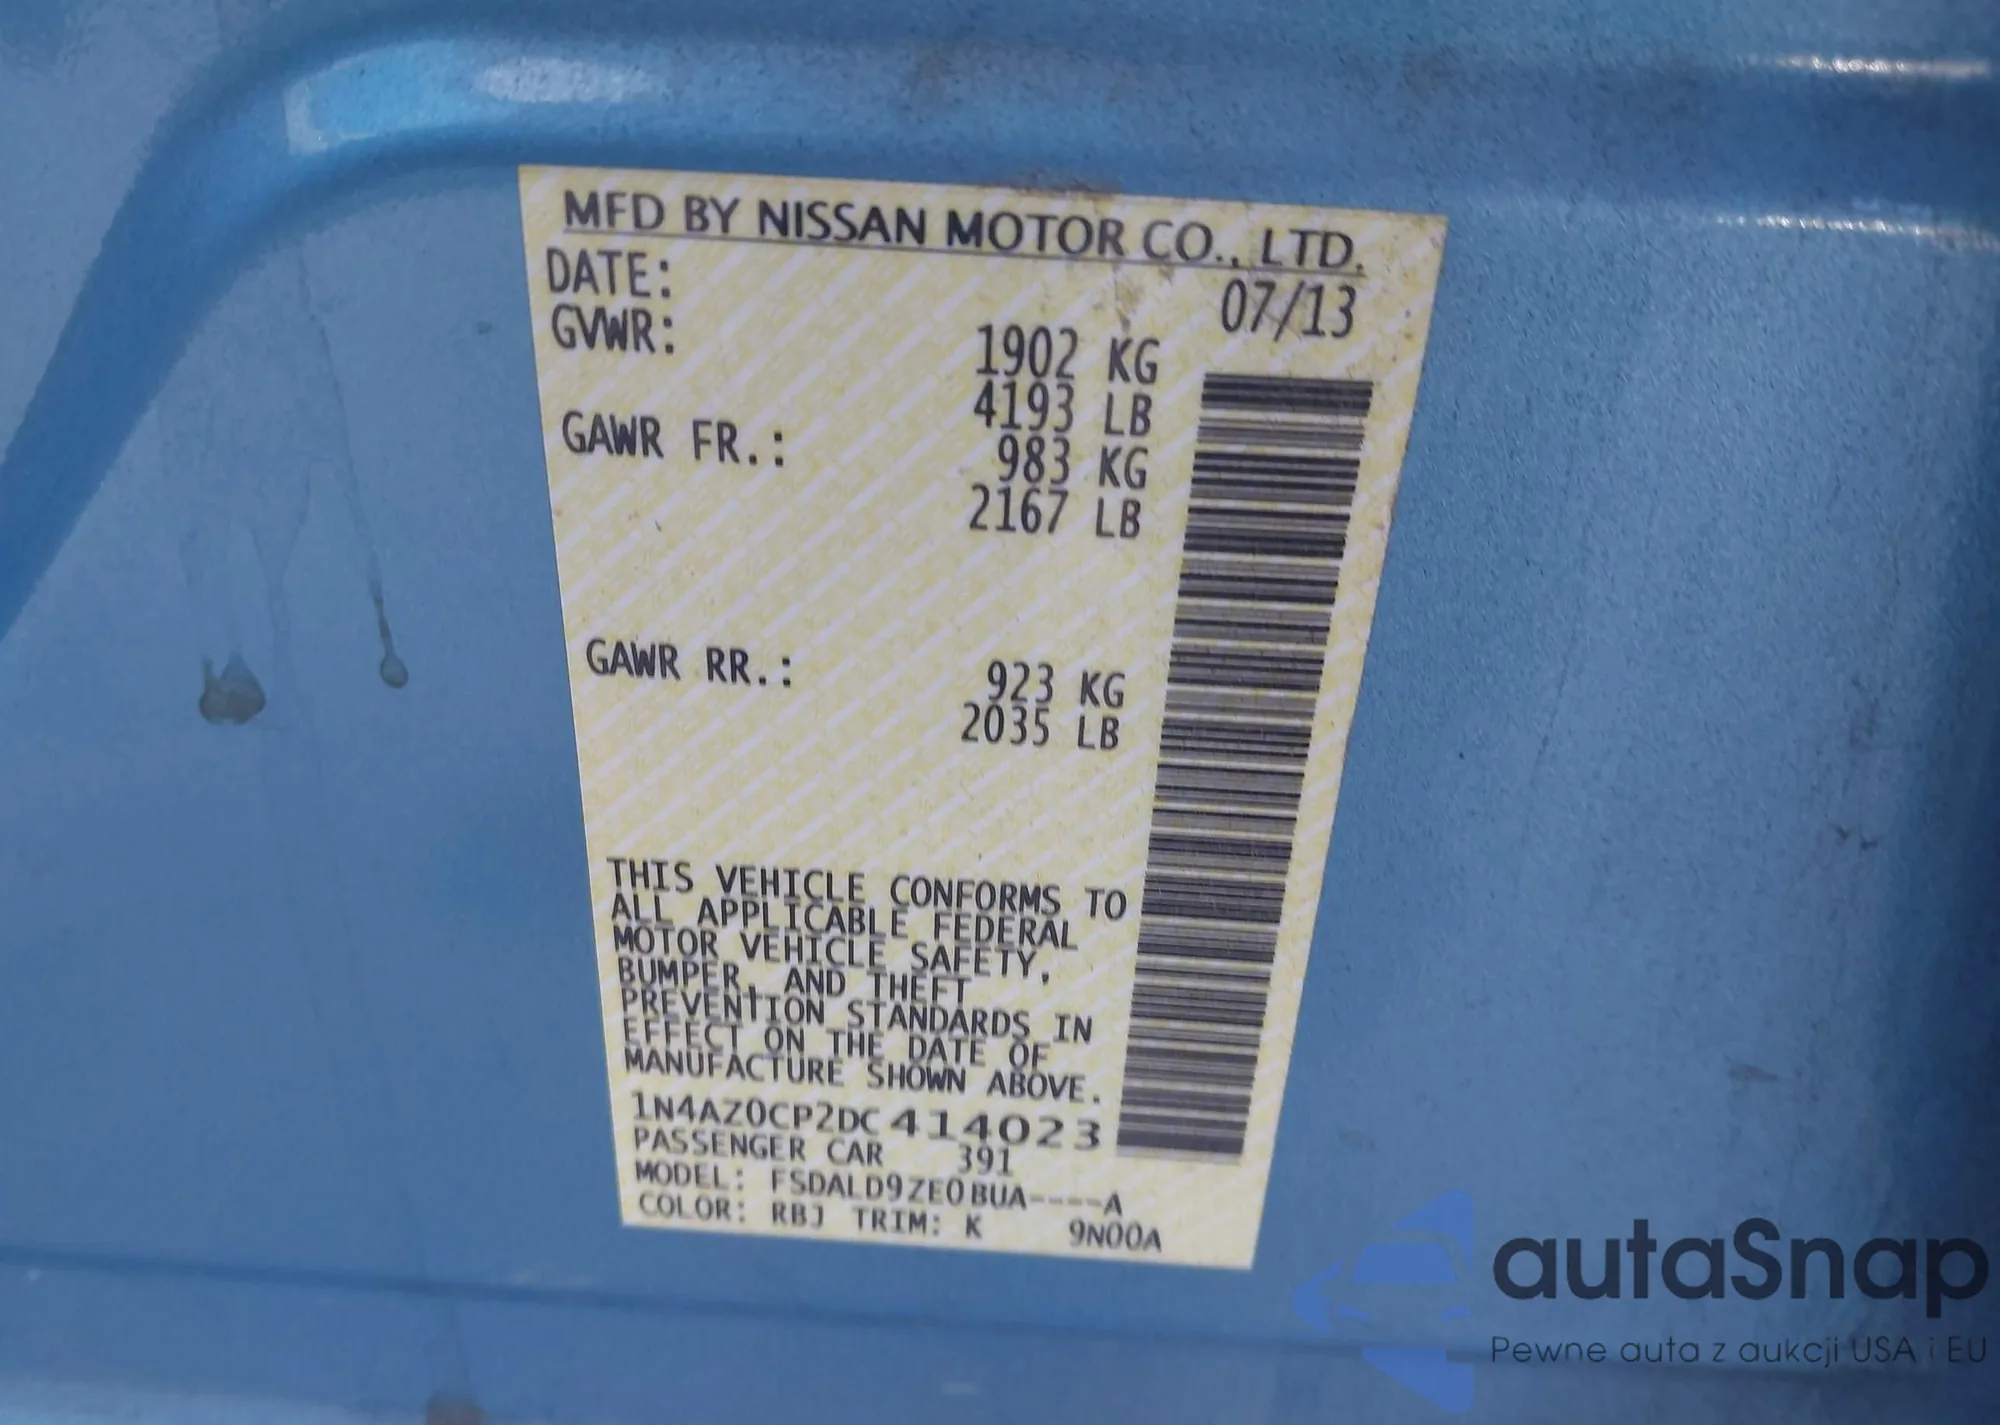 MFD BY NISSAN MOTOR CO., LTD.
DATE: 07/13
GVWR: 1902 KG
4193 LB
GAWR FR.: 983 KG
2167 LB
GAWR RR.: 923 KG
2035 LB
THIS VEHICLE CONFORMS TO
ALL APPLICABLE FEDERAL
MOTOR VEHICLE SAFETY,
BUMPER, AND THEFT
PREVENTION STANDARDS IN
EFFECT ON THE DATE OF
MANUFACTURE SHOWN ABOVE.
1N4AZ0CP2DC414023
PASSENGER CAR 391
MODEL: FSDALD9ZE0BUA----A
COLOR: RBJ TRIM: K 9N00A
autaSnap
Pewne auta z aukcji USA i EU